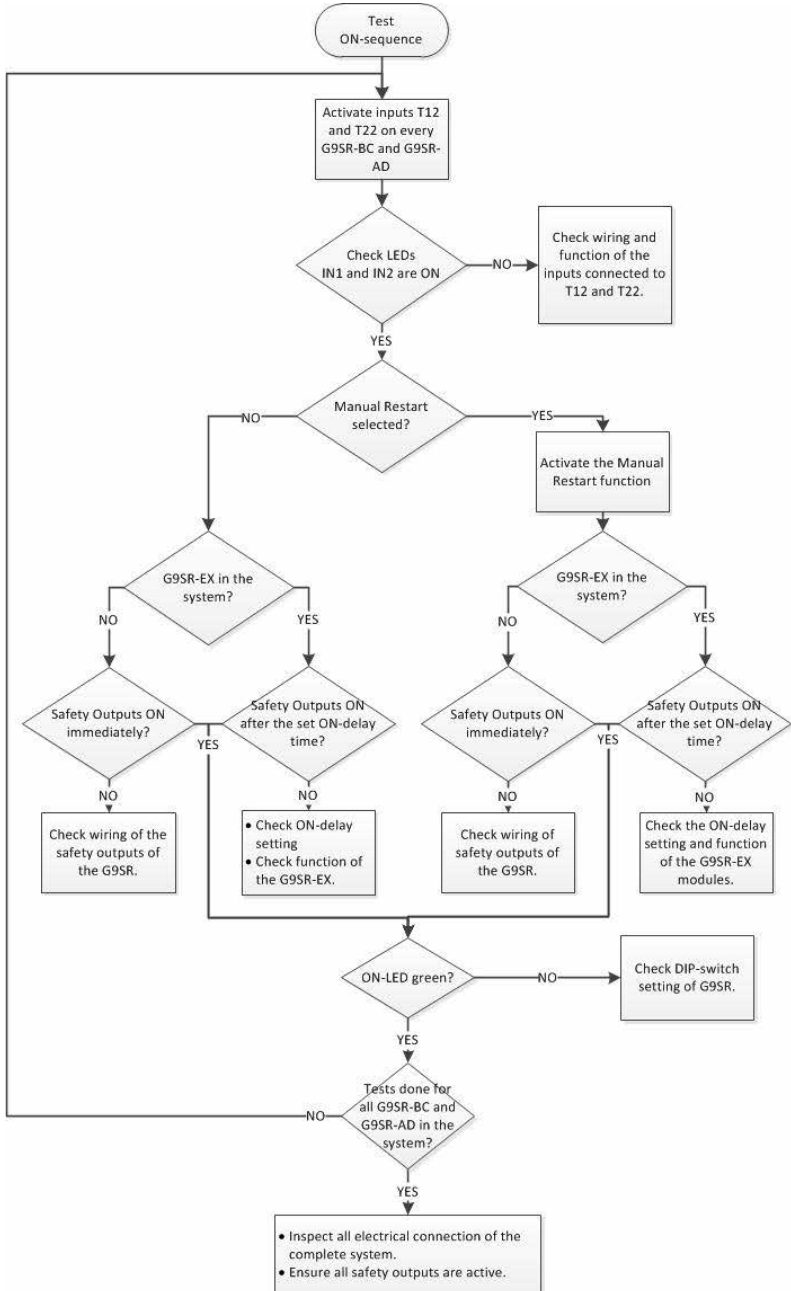 Test
ON-sequence
Activate inputs T12
and T22 on every
G9SR-BC and G9SR-
AD
Check LEDs
IN1 and IN2 are ON
NO
Check wiring and
function of the
inputs connected to
T12 and T22.
YES
Manual Restart
selected?
NO
YES
Activate the Manual
Restart function
G9SR-EX in the
system?
NO
YES
G9SR-EX in the
system?
NO
YES
Safety Outputs ON
immediately?
YES
Safety Outputs ON
after the set ON-delay
time?
Safety Outputs ON
immediately?
YES
Safety Outputs ON
after the set ON-delay
time?
NO
NO
NO
NO
Check wiring of the
safety outputs of
the G9SR.
• Check ON-delay
setting
• Check function of
the G9SR-EX.
Check wiring of
safety outputs of
the G9SR.
Check the ON-delay
setting and function
of the G9SR-EX
modules.
ON-LED green?
NO
Check DIP-switch
setting of G9SR.
YES
Tests done for
all G9SR-BC and
G9SR-AD in the
system?
NO
YES
• Inspect all electrical connection of the
complete system.
• Ensure all safety outputs are active.